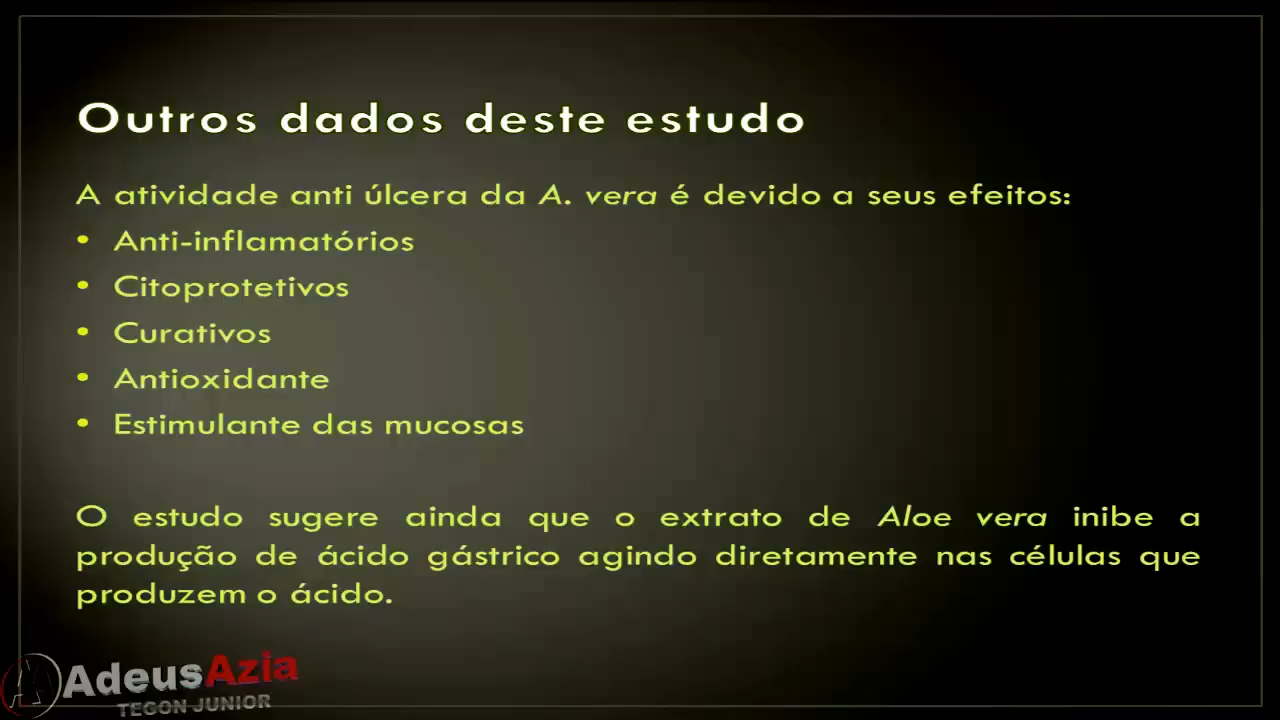 Outros dados deste estudo
A atividade anti úlcera da A. vera é devido a seus efeitos:
• Anti-inflamatórios
• Citoprotetivos
• Curativos
• Antioxidante
• Estimulante das mucosas
O estudo sugere ainda que o extrato de Aloe vera inibe a
produção de ácido gástrico agindo diretamente nas células que
produzem o ácido.
AdeusAzia
TEGON JUNIOR